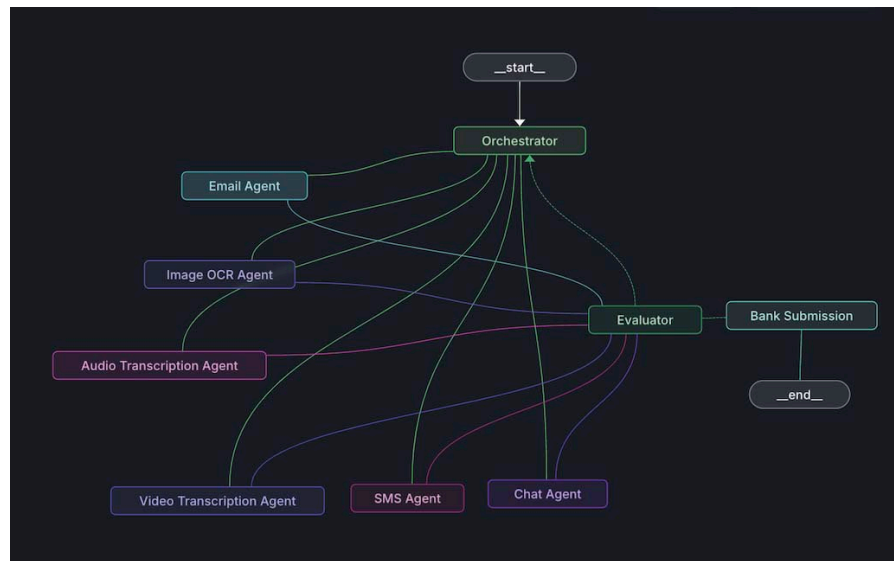 __start__
Orchestrator
Email Agent
Image OCR Agent
Evaluator
Bank Submission
Audio Transcription Agent
__end__
Video Transcription Agent
SMS Agent
Chat Agent